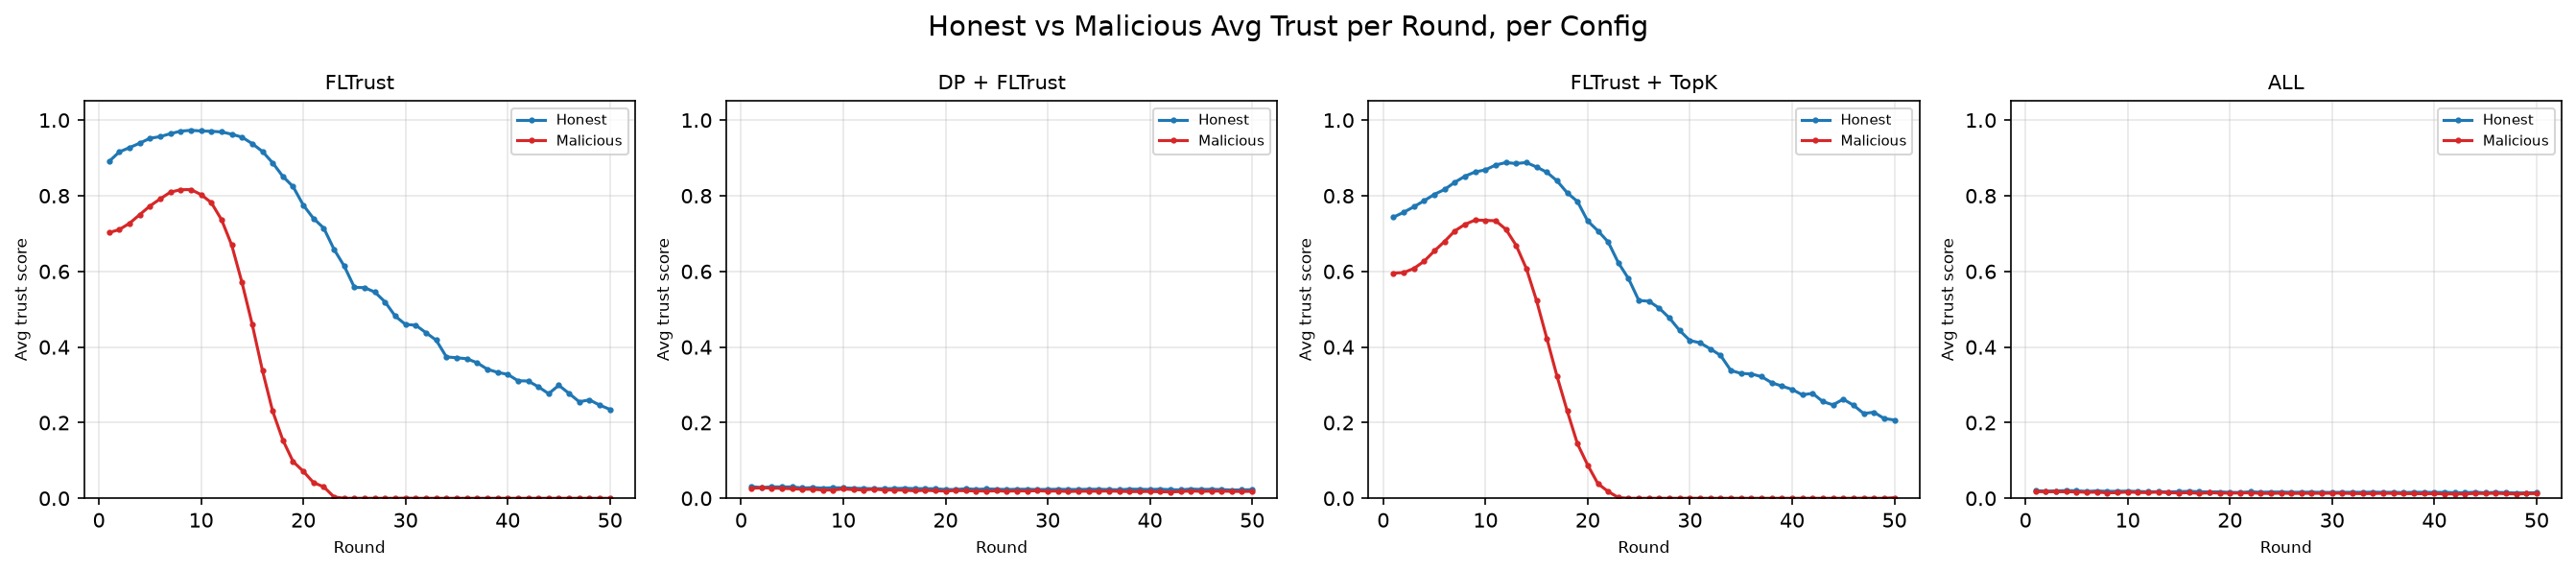 Honest vs Malicious Avg Trust per Round, per Config
FLTrust
Avg trust score
1.0
0.8
0.6
0.4
0.2
0.0
0 10 20 30 40 50
Round
Honest
Malicious
DP + FLTrust
Avg trust score
1.0
0.8
0.6
0.4
0.2
0.0
0 10 20 30 40 50
Round
Honest
Malicious
FLTrust + TopK
Avg trust score
1.0
0.8
0.6
0.4
0.2
0.0
0 10 20 30 40 50
Round
Honest
Malicious
ALL
Avg trust score
1.0
0.8
0.6
0.4
0.2
0.0
0 10 20 30 40 50
Round
Honest
Malicious